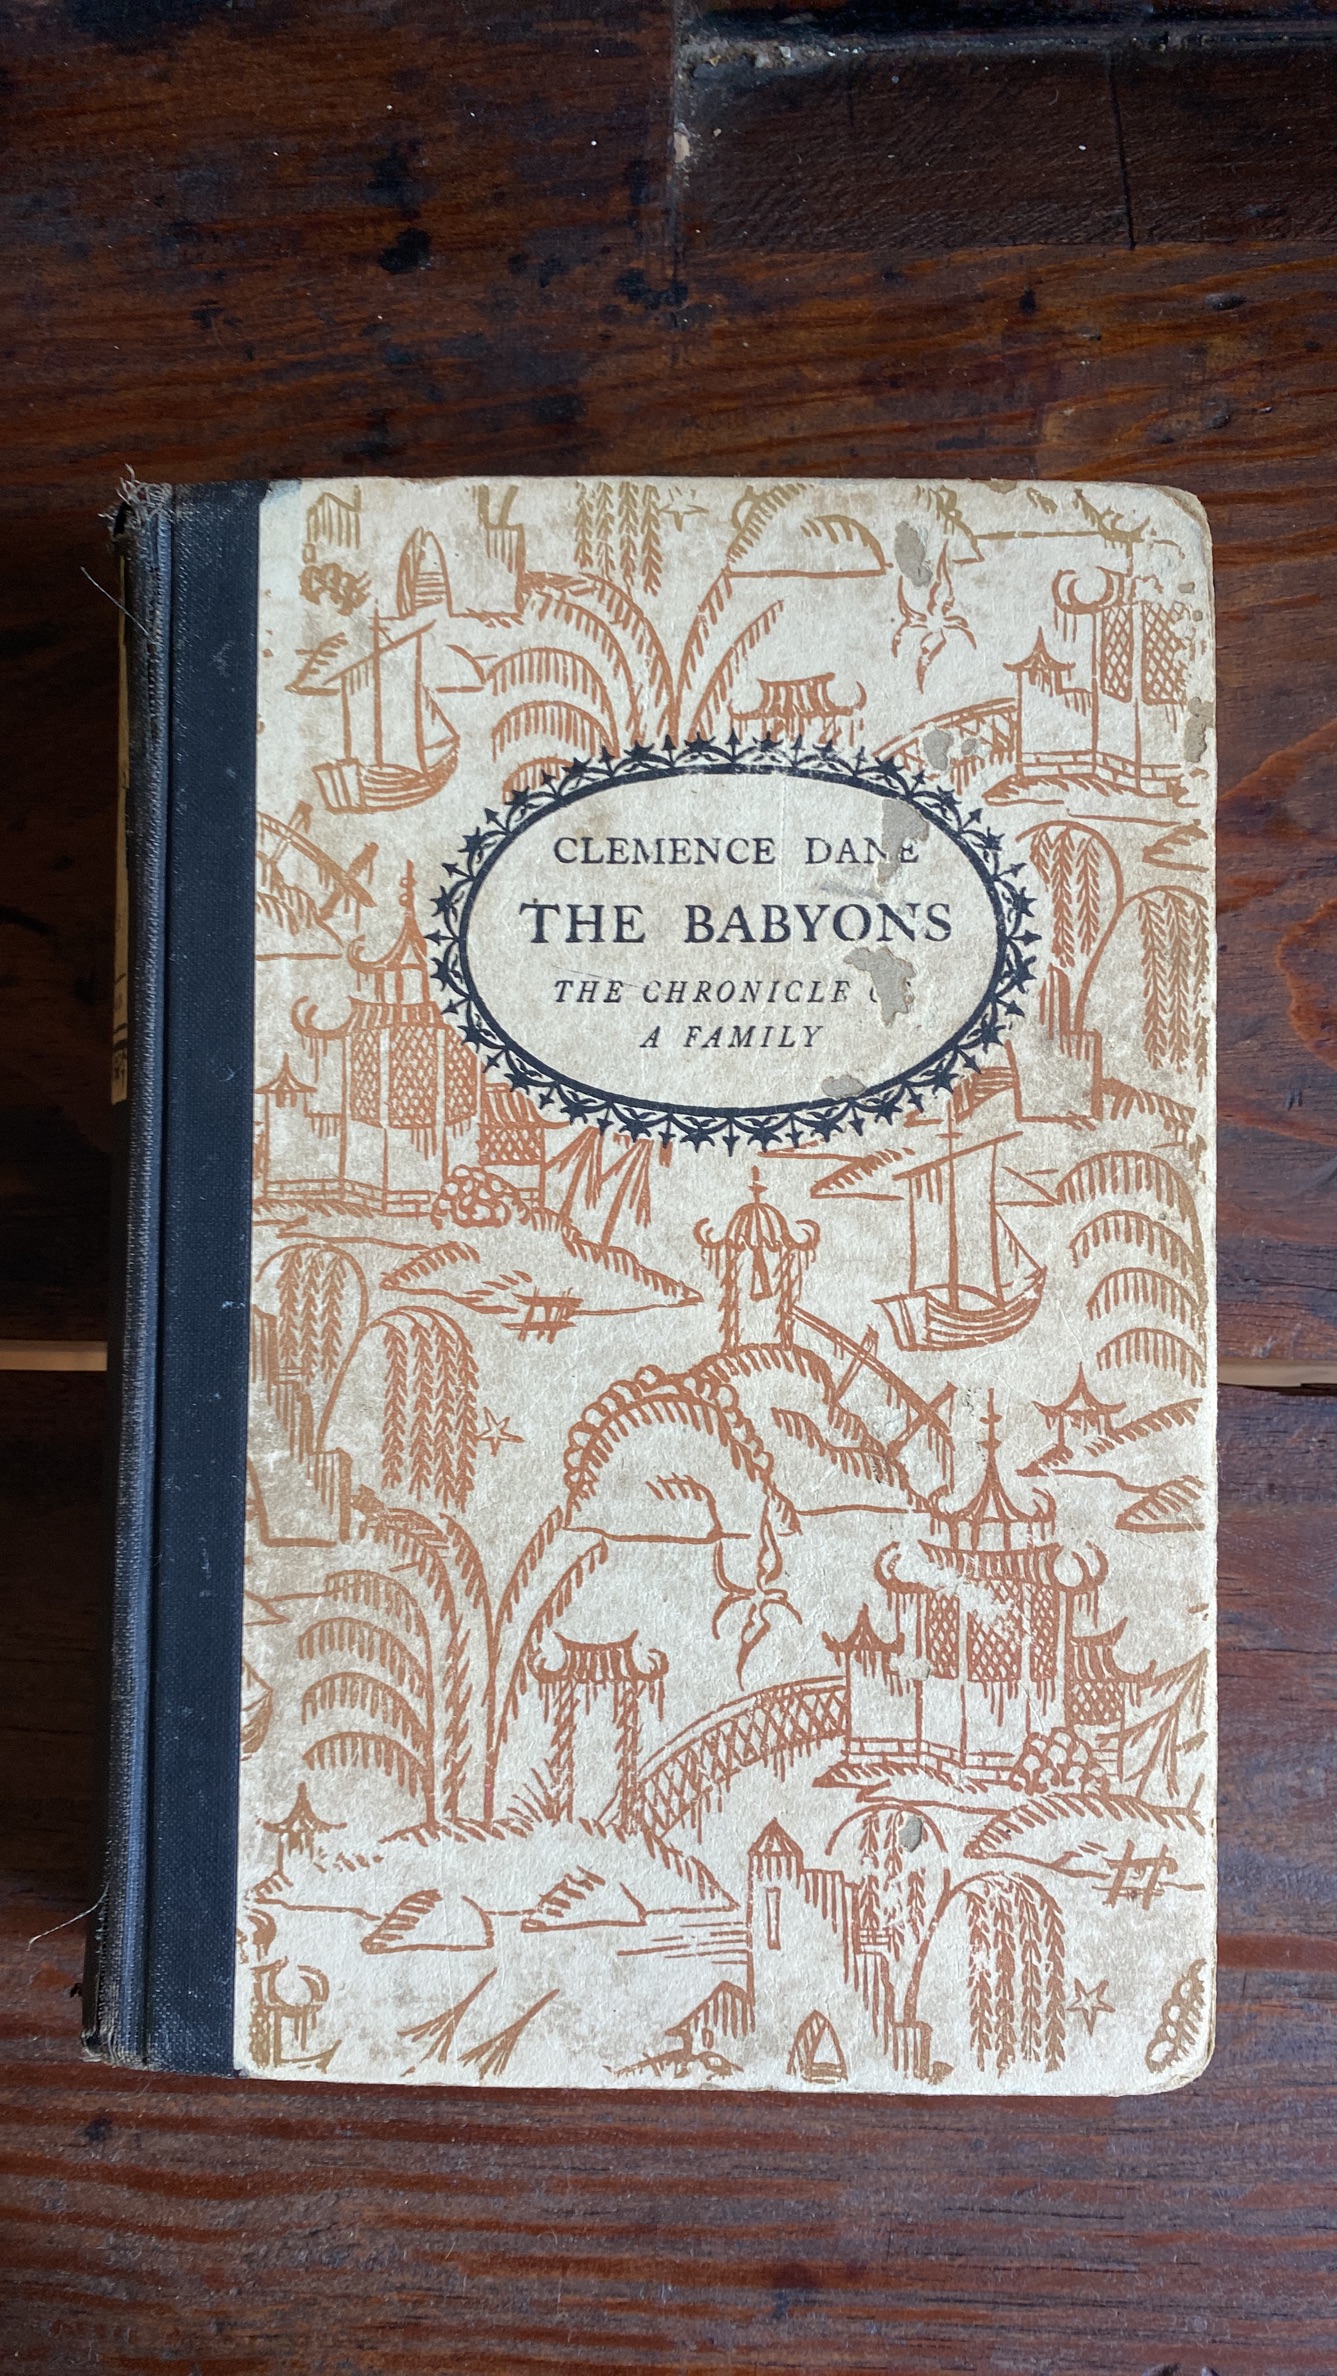 CLEMENCE DANE
THE BABYONS
THE CHRONICLE
A FAMILY